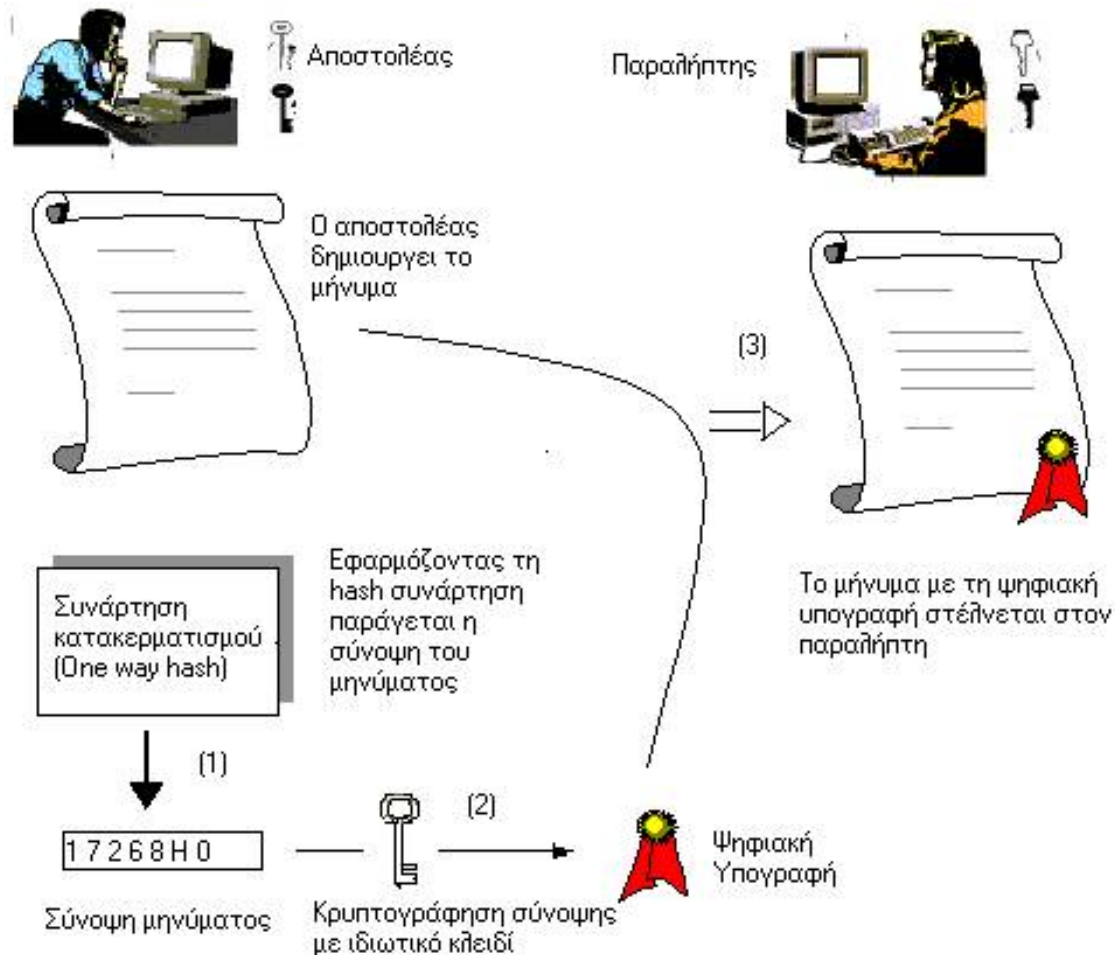 Αποστολέας
Παραλήπτης
Ο αποστολέας
δημιουργει το
μήνυμα
(3)
Συνάρτηση
κατακερματισμού
(One way hash)
Εφαρμόζοντας τη
hash συνάρτηση
παράγεται η
σύνοψη του
μηνύματος
Το μήνυμα με τη ψηφιακή
υπογραφή στέλνεται στον
παραλήπτη
(1)
(2)
17268H0
Ψηφιακή
Υπογραφή
Σύνοψη μηνύματος
Κρυπτογράφηση σύνοψης
με ιδιωτικό κλειδί